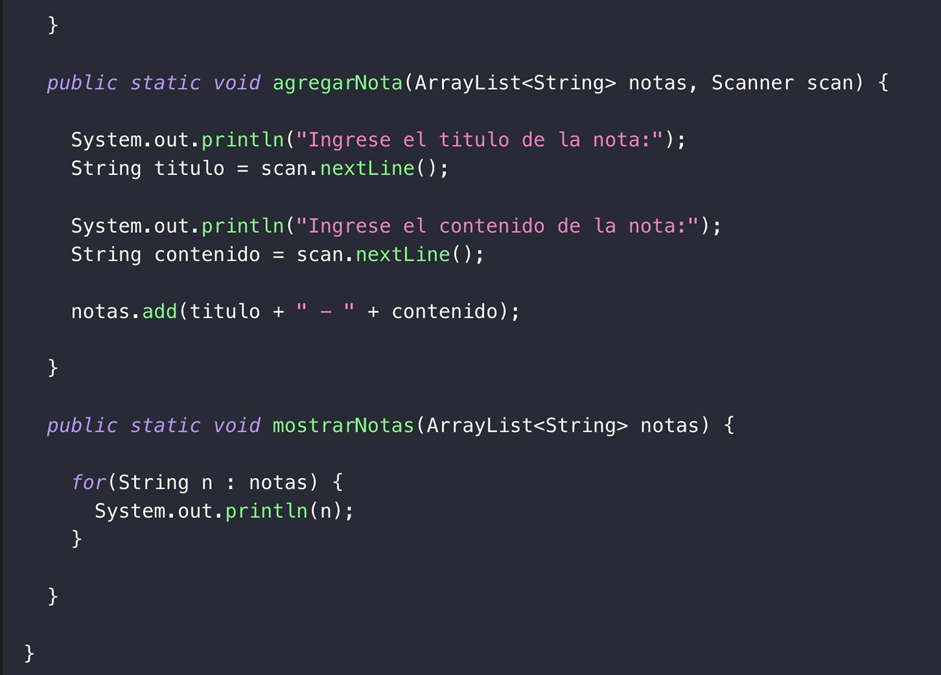 }
public static void agregarNota(ArrayList<String> notas, Scanner scan) {
System.out.println("Ingrese el titulo de la nota:");
String titulo = scan.nextLine();
System.out.println("Ingrese el contenido de la nota:");
String contenido = scan.nextLine();
notas.add(titulo + " - " + contenido);
}
public static void mostrarNotas(ArrayList<String> notas) {
for(String n : notas) {
System.out.println(n);
}
}
}